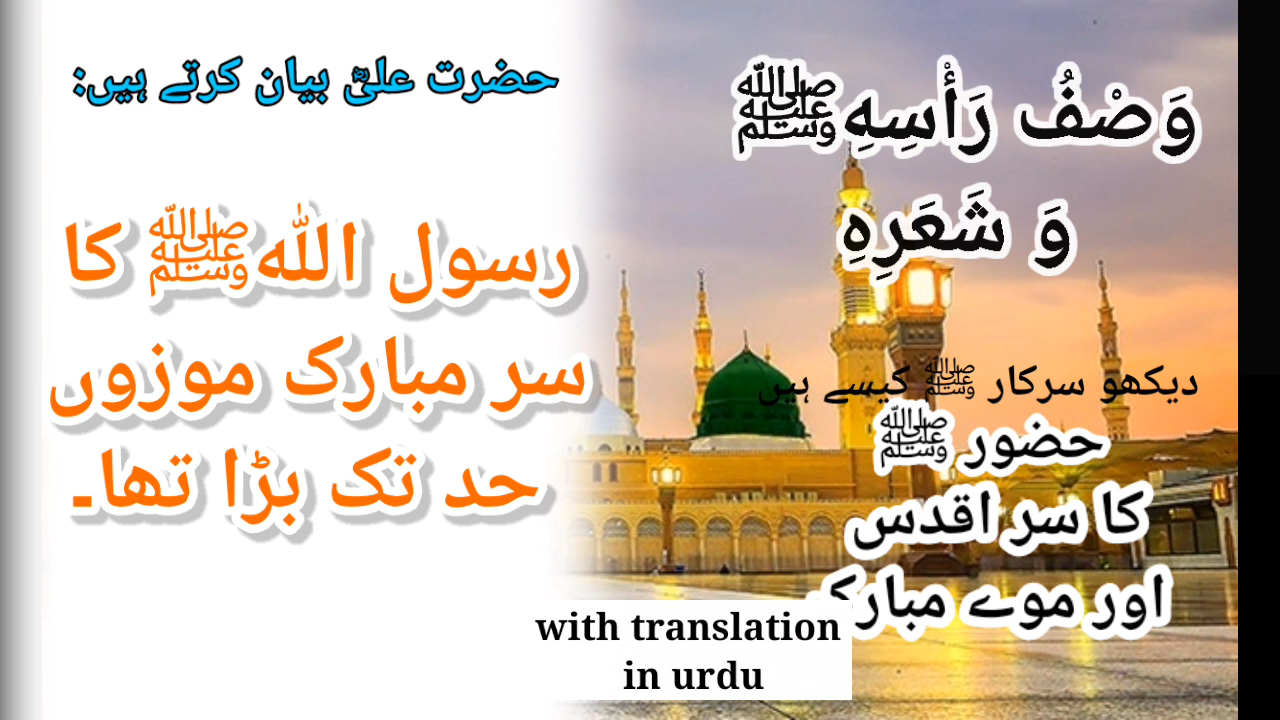 حضرت علیؓ بیان کرتے ہیں:
رسول اللهﷺ کا
سر مبارک موزوں
حد تک بڑا تھا۔
وَصْفُ رَأْسِهِﷺ
وَ شَعَرِهِ
دیکھو سرکار ﷺ کیسے ہیں
حضور ﷺ
کا سر اقدس
اور موے مبارک
with translation
in urdu